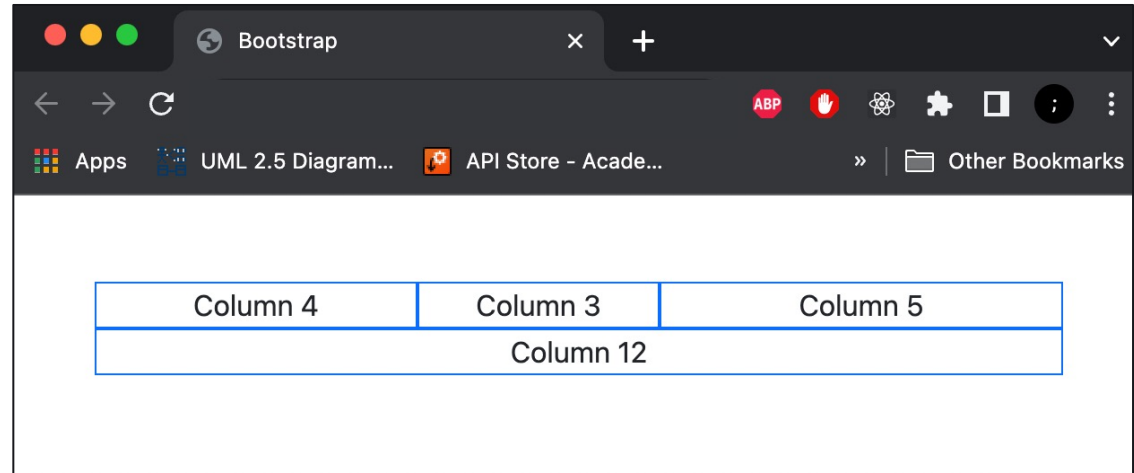 Bootstrap
ABP
;
Apps UML 2.5 Diagram... API Store - Acade... » Other Bookmarks
Column 4 Column 3 Column 5
Column 12